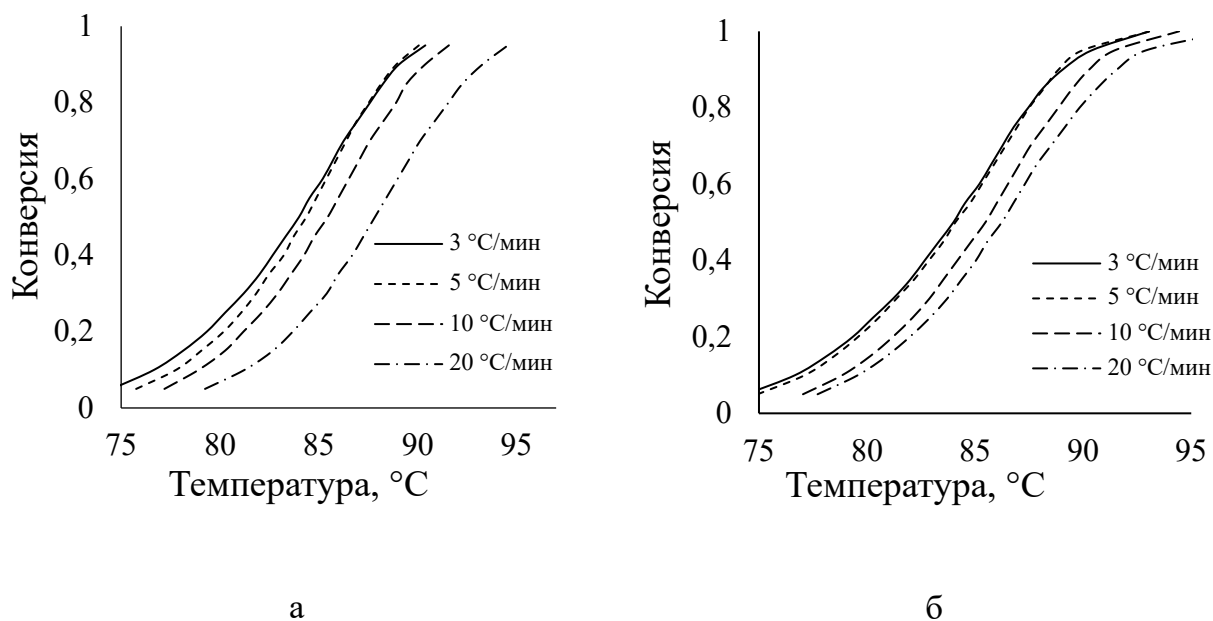 Конверсия
1
0,8
0,6
0,4
0,2
0
75 80 85 90 95
Температура, °C
3 °С/мин
5 °С/мин
10 °С/мин
20 °С/мин
а
Конверсия
1
0,8
0,6
0,4
0,2
0
75 80 85 90 95
Температура, °C
3 °С/мин
5 °С/мин
10 °С/мин
20 °С/мин
б